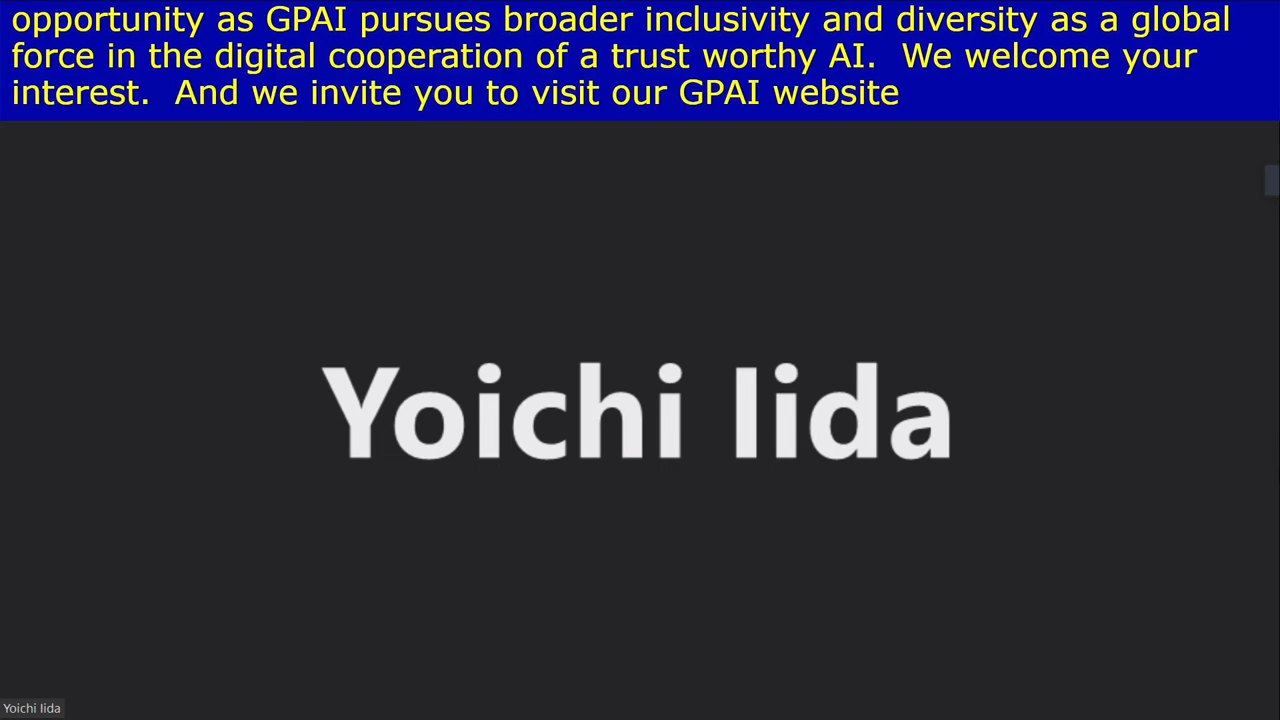 opportunity as GPAI pursues broader inclusivity and diversity as a global
force in the digital cooperation of a trust worthy AI.  We welcome your
interest.  And we invite you to visit our GPAI website
Yoichi Iida
Yoichi Iida